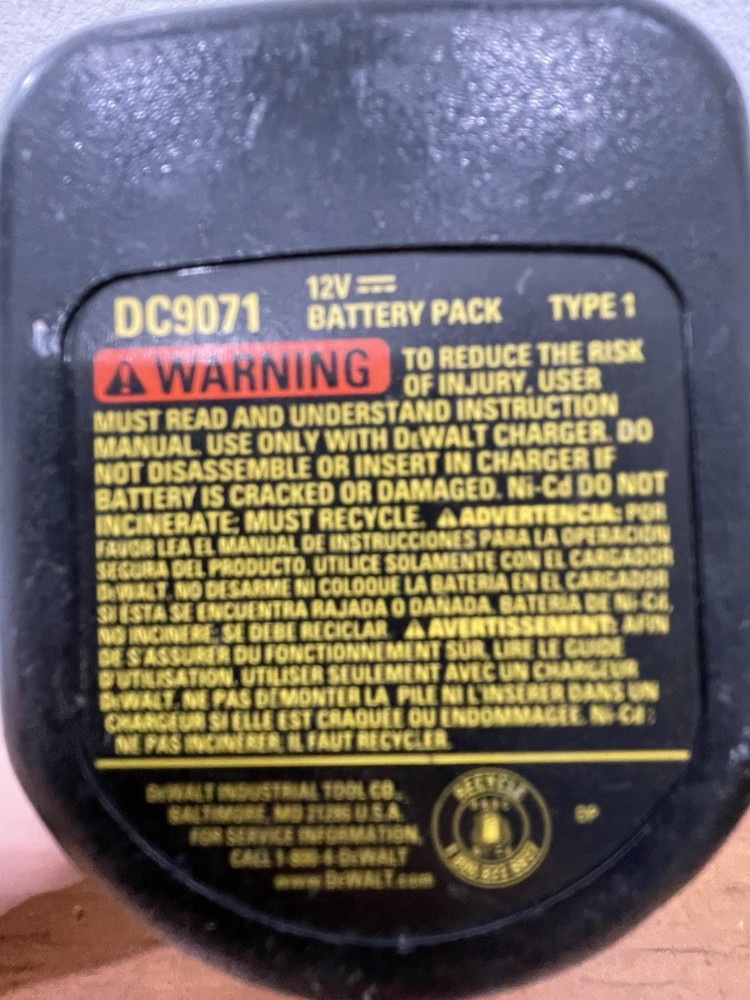 12V
DC9071 BATTERY PACK TYPE 1
WARNING TO REDUCE THE RISK
OF INJURY, USER
MUST READ AND UNDERSTAND INSTRUCTION
MANUAL. USE ONLY WITH DeWALT CHARGER. DO
NOT DISASSEMBLE OR INSERT IN CHARGER IF
BATTERY IS CRACKED OR DAMAGED. Ni-Cd DO NOT
INCINERATE; MUST RECYCLE. ADVERTENCIA: POR
FAVOR LEA EL MANUAL DE INSTRUCCIONES PARA LA OPERACION
SEGURA DEL PRODUCTO. UTILICE SOLAMENTE CON EL CARGADOR
DeWALT. NO DESARME NI COLOQUE LA BATERIA EN EL CARGADOR
SI ESTA SE ENCUENTRA RAJADA O DANADA. BATERIA DE Ni-Cd,
NO INCINERE, SE DEBE RECICLAR. AVERTISSEMENT: AFIN
DE S'ASSURER DU FONCTIONNEMENT SUR, LIRE LE GUIDE
D'UTILISATION. UTILISER SEULEMENT AVEC UN CHARGEUR
DeWALT. NE PAS DEMONTER LA PILE NI L'INSERER DANS UN
CHARGEUR SI ELLE EST CRAQUEE OU ENDOMMAGEE. Ni-Cd:
NE PAS INCINERER, IL FAUT RECYCLER.
DeWALT INDUSTRIAL TOOL CO.,
BALTIMORE, MD 21286 U.S.A.
FOR SERVICE INFORMATION,
CALL 1-800-4-DeWALT
www.DeWALT.com
RECYCLE